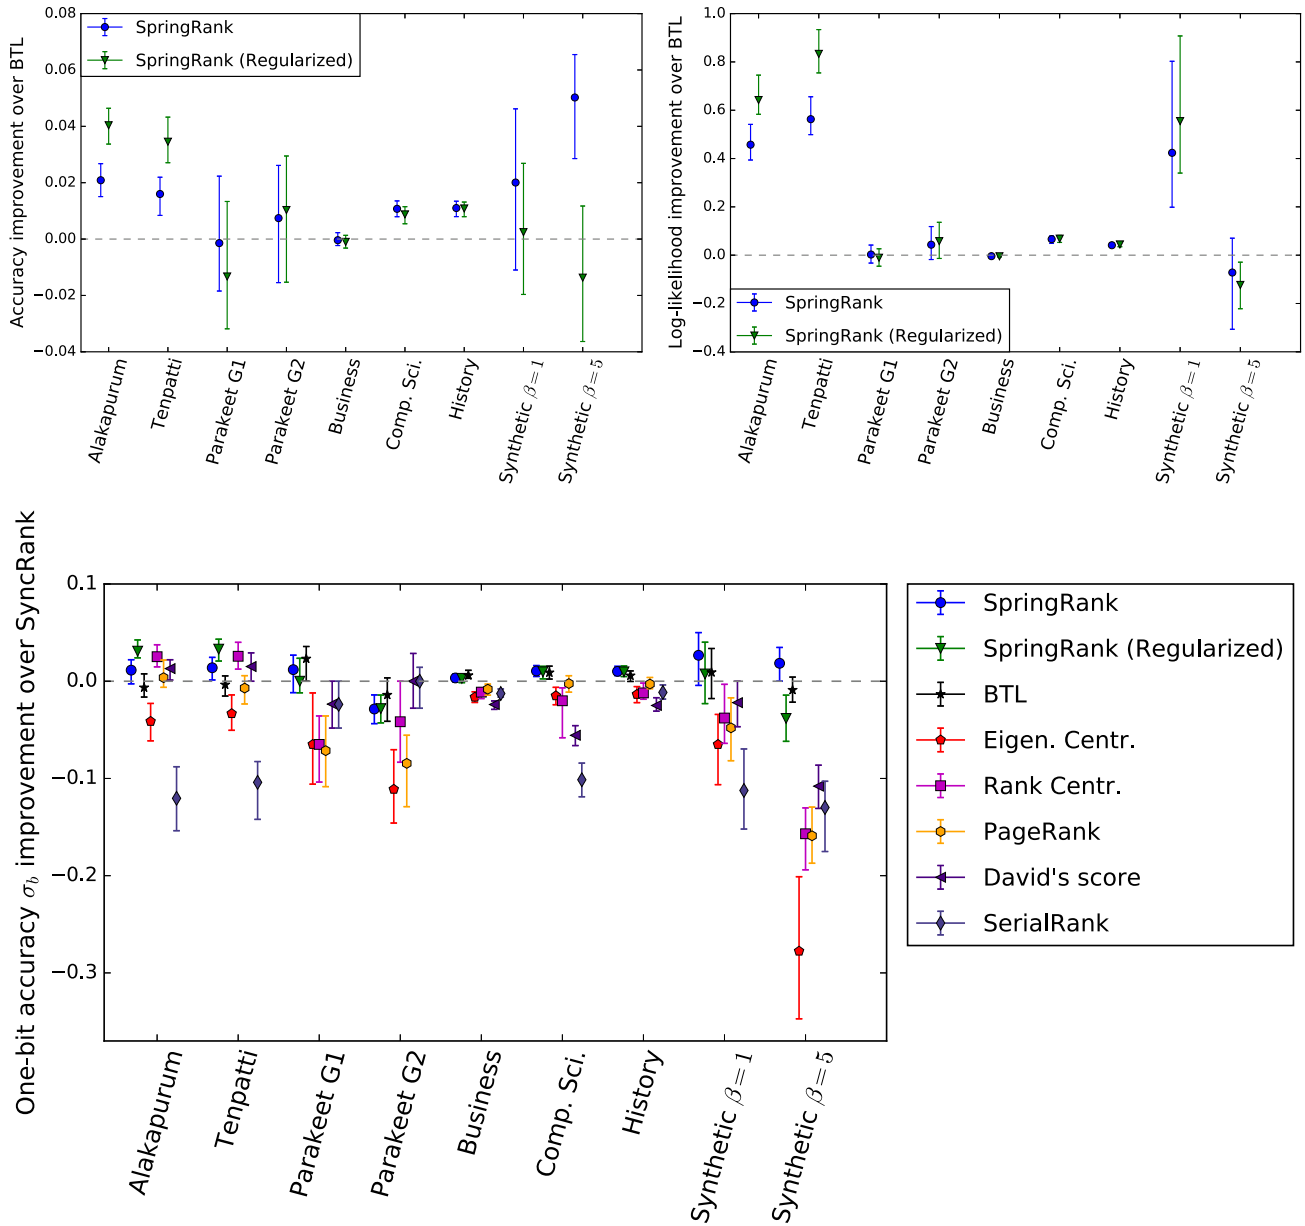 Accuracy improvement over BTL
0.08
0.06
0.04
0.02
0.00
−0.02
−0.04
SpringRank
SpringRank (Regularized)
Alakapurum
Tenpatti
Parakeet G1
Parakeet G2
Business
Comp. Sci.
History
Synthetic β = 1
Synthetic β = 5
Log-likelihood improvement over BTL
1.0
0.8
0.6
0.4
0.2
0.0
−0.2
−0.4
SpringRank
SpringRank (Regularized)
Alakapurum
Tenpatti
Parakeet G1
Parakeet G2
Business
Comp. Sci.
History
Synthetic β = 1
Synthetic β = 5
One-bit accuracy σb improvement over SyncRank
0.1
0.0
−0.1
−0.2
−0.3
Alakapurum
Tenpatti
Parakeet G1
Parakeet G2
Business
Comp. Sci.
History
Synthetic β = 1
Synthetic β = 5
SpringRank
SpringRank (Regularized)
BTL
Eigen. Centr.
Rank Centr.
PageRank
David's score
SerialRank